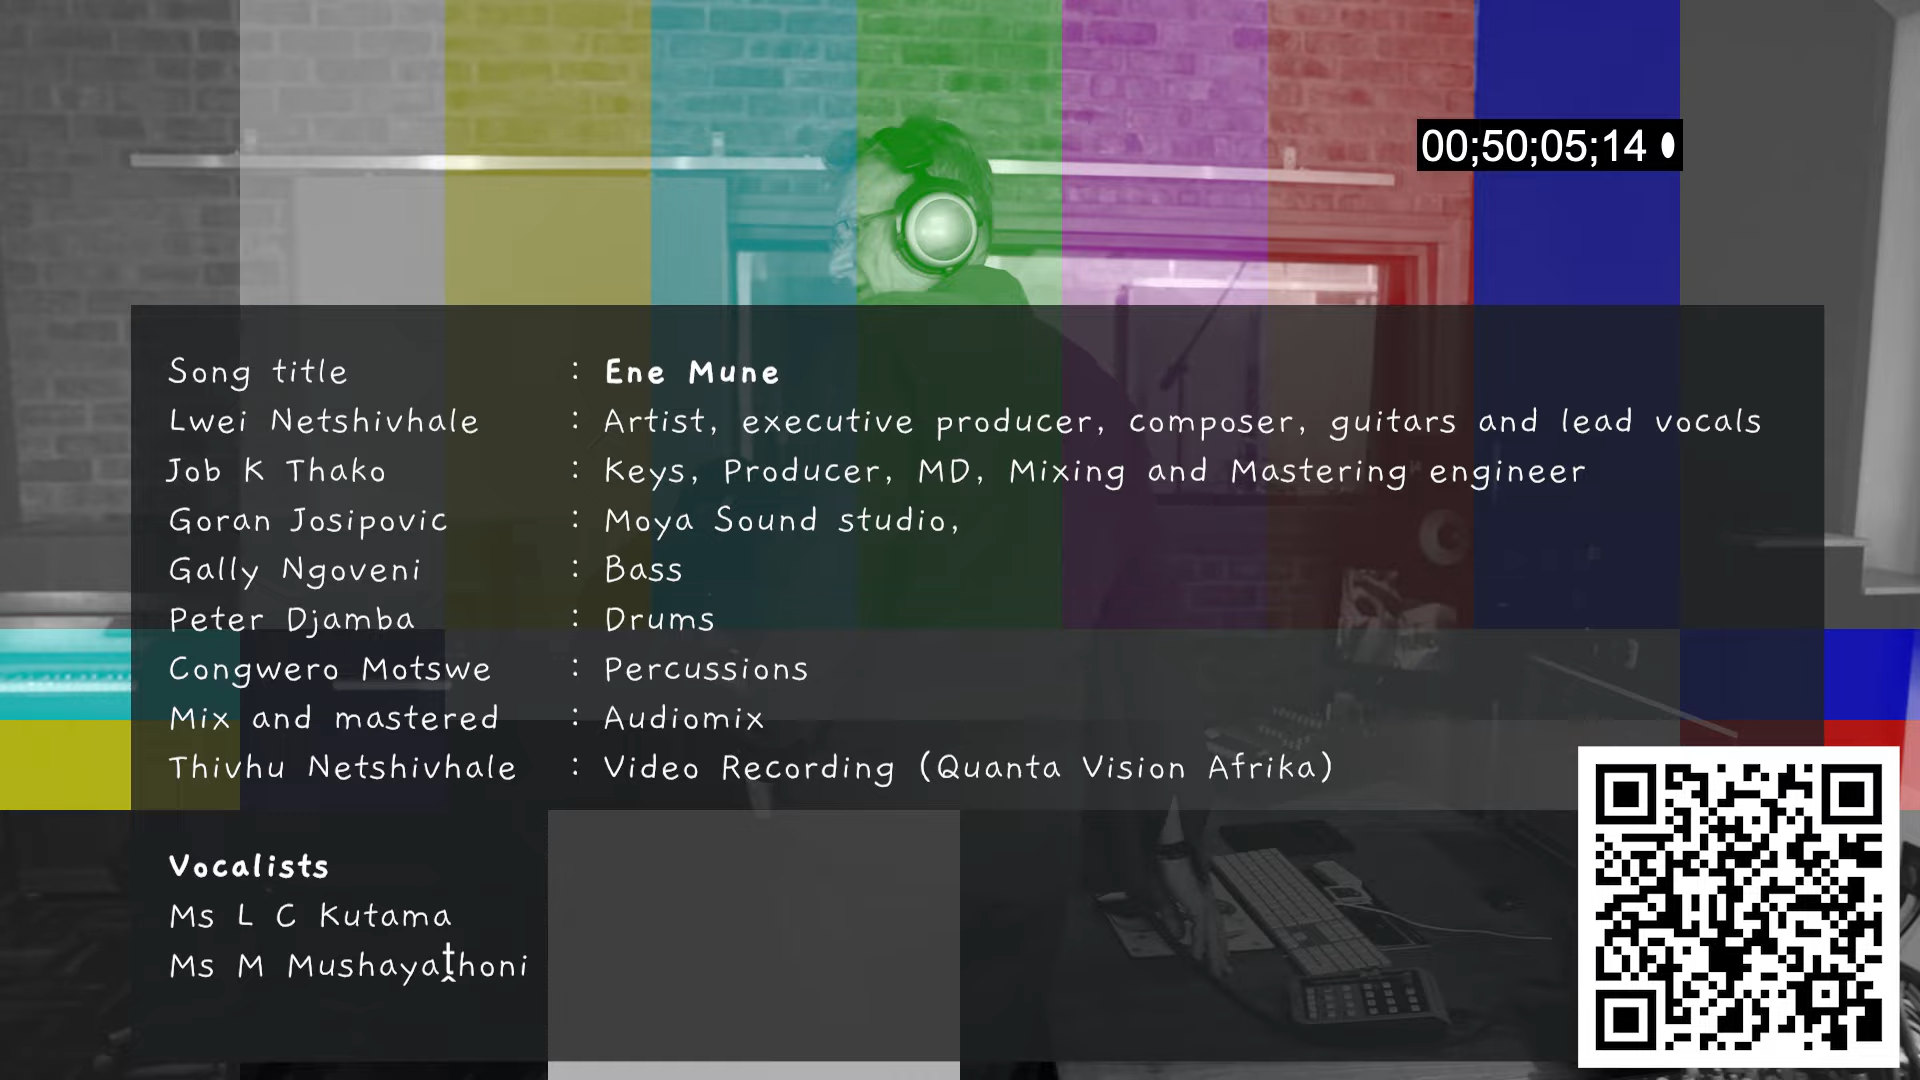 00;50;05;14
Song title : Ene Mune
Lwei Netshivhale : Artist, executive producer, composer, guitars and lead vocals
Job K Thako : Keys, Producer, MD, Mixing and Mastering engineer
Goran Josipovic : Moya Sound studio,
Gally Ngoveni : Bass
Peter Djamba : Drums
Congwero Motswe : Percussions
Mix and mastered : Audiomix
Thivhu Netshivhale : Video Recording (Quanta Vision Afrika)
Vocalists
Ms L C Kutama
Ms M Mushayaṱhoni